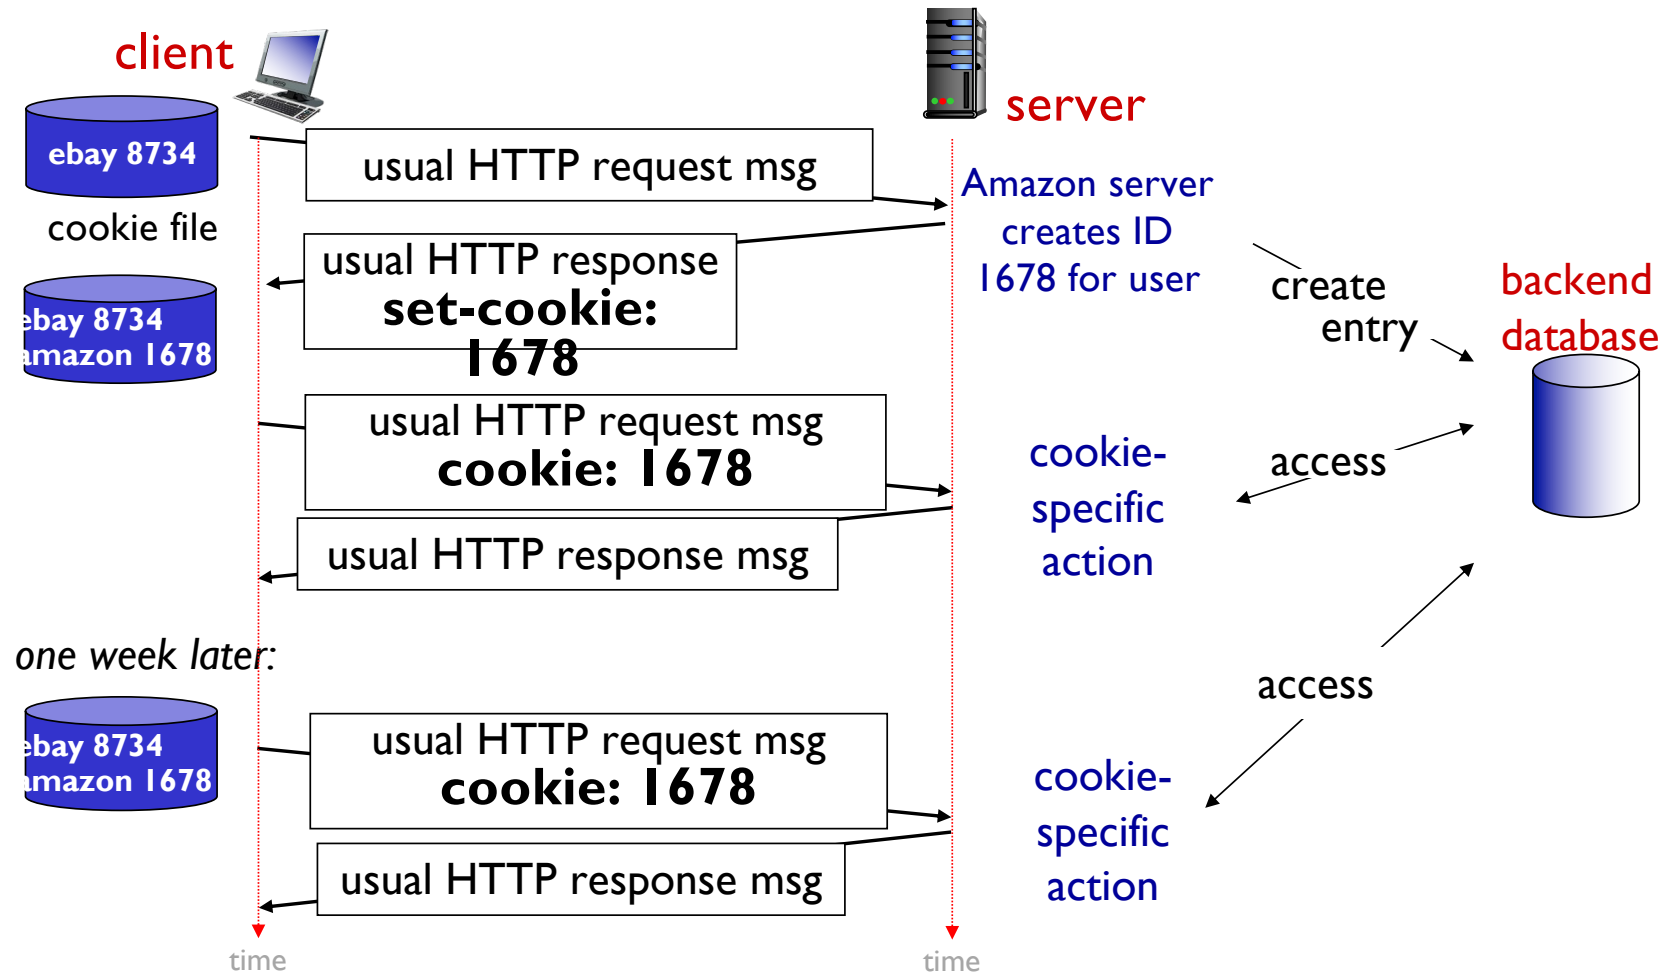 client
server
ebay 8734
cookie file
usual HTTP request msg
Amazon server
creates ID
1678 for user
usual HTTP response
set-cookie:
1678
create
entry
backend
database
ebay 8734
amazon 1678
usual HTTP request msg
cookie: 1678
cookie-
specific
action
access
usual HTTP response msg
one week later:
access
ebay 8734
amazon 1678
usual HTTP request msg
cookie: 1678
cookie-
specific
action
usual HTTP response msg
time
time